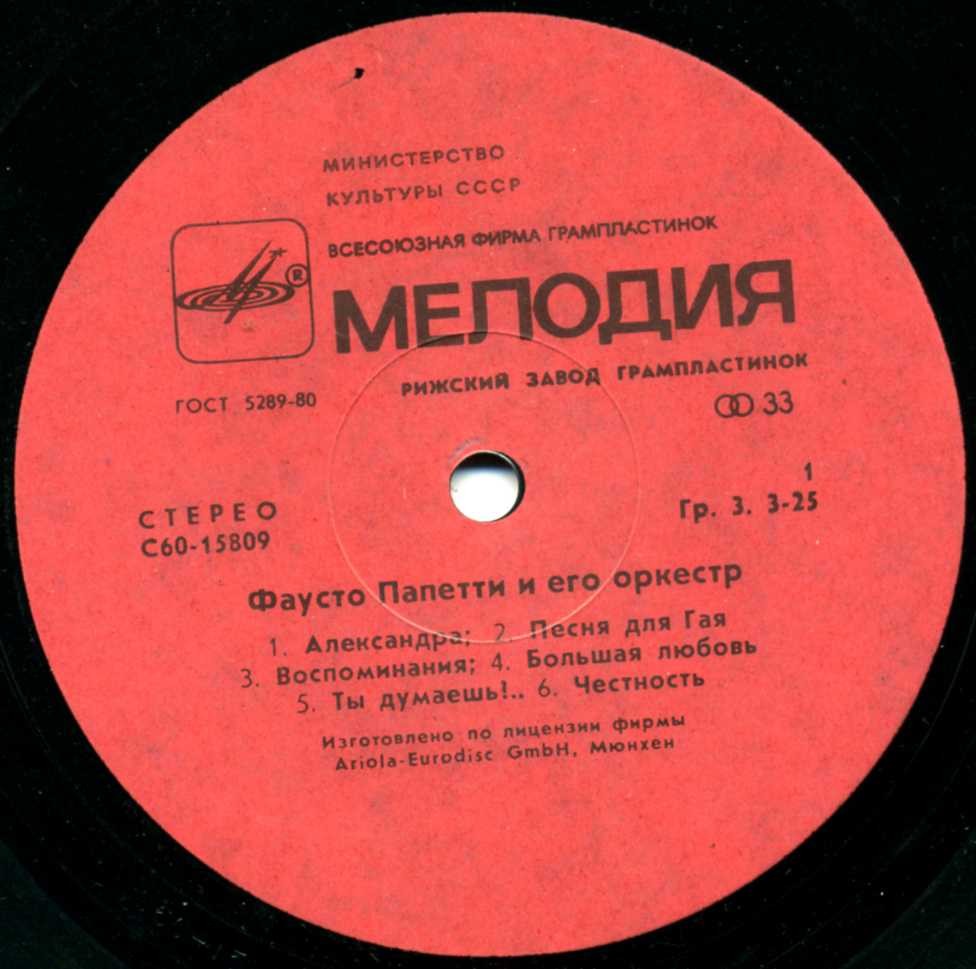 МИНИСТЕРСТВО
КУЛЬТУРЫ СССР
ВСЕСОЮЗНАЯ ФИРМА ГРАМПЛАСТИНОК
®
МЕЛОДИЯ
РИЖСКИЙ ЗАВОД ГРАМПЛАСТИНОК
ГОСТ 5289-80
33
СТЕРЕО
С60-15809
1
Гр. 3. 3-25
Фаусто Папетти и его оркестр
1. Александра; 2. Песня для Гая
3. Воспоминания; 4. Большая любовь
5. Ты думаешь!.. 6. Честность
Изготовлено по лицензии фирмы
Ariola-Eurodisc GmbH, Мюнхен